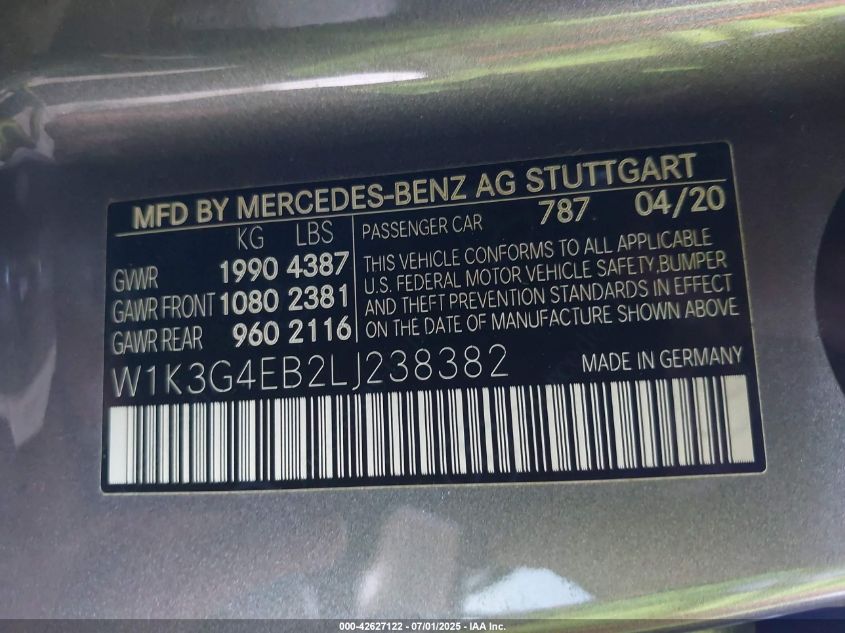 MFD BY MERCEDES-BENZ AG STUTTGART
KG LBS
GVWR 1990 4387
GAWR FRONT 1080 2381
GAWR REAR 960 2116
PASSENGER CAR 787 04/20
THIS VEHICLE CONFORMS TO ALL APPLICABLE
U.S. FEDERAL MOTOR VEHICLE SAFETY,BUMPER
AND THEFT PREVENTION STANDARDS IN EFFECT
ON THE DATE OF MANUFACTURE SHOWN ABOVE
W1K3G4EB2LJ238382
MADE IN GERMANY
000-42627122 - 07/01/2025 - IAA Inc.